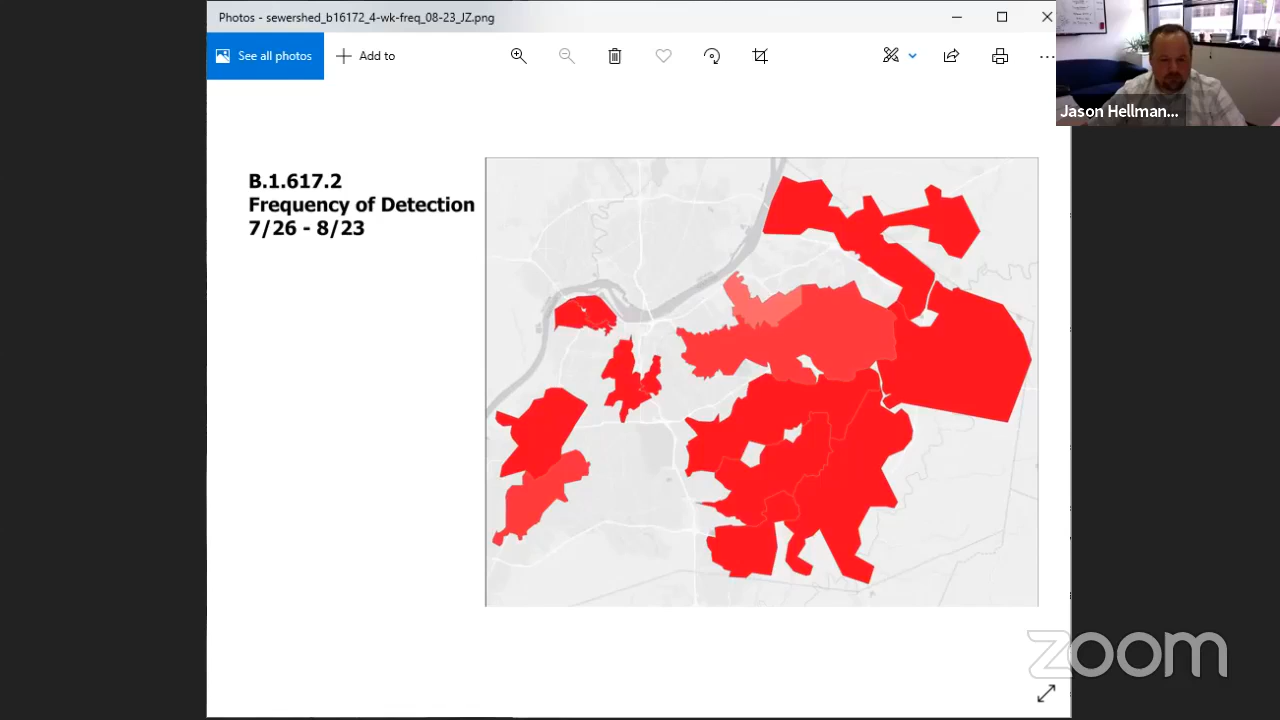 Photos - sewershed_b16172_4-wk-freq_08-23_JZ.png
See all photos
Add to
Jason Hellman...
B.1.617.2
Frequency of Detection
7/26 - 8/23
zoom